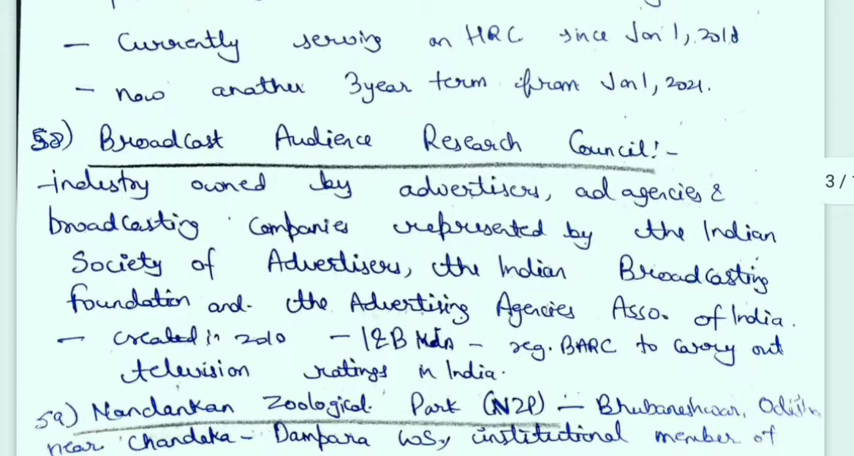 - Currently serving on HRC since Jan 1, 2018
- now anather 3year term from Jan 1, 2021.
58) Broadcast Audience Research Council:-
-industry owned by advertisers, ad agencies &
broadcasting companies represented by the Indian
Society of Advertisers, the Indian Broadcasting
3/
foundation and the Advertising Agencies Asso. of India.
- created in 2010 - I&B Min - reg. BARC to carry out
television ratings in India.
59) Nandankan Zoological Park (NZP) :- Bhubaneshwar, Odisha
near Chandaka - Dampara WS, institutional member of